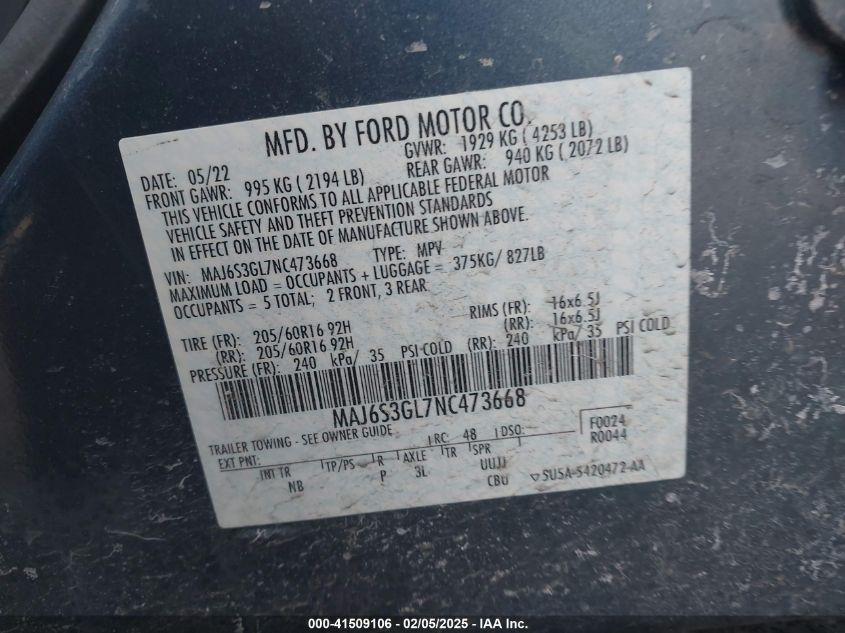 MFD. BY FORD MOTOR CO.
DATE: 05/22 GVWR: 1929 KG ( 4253 LB)
FRONT GAWR: 995 KG ( 2194 LB) REAR GAWR: 940 KG ( 2072 LB)
THIS VEHICLE CONFORMS TO ALL APPLICABLE FEDERAL MOTOR
VEHICLE SAFETY AND THEFT PREVENTION STANDARDS
IN EFFECT ON THE DATE OF MANUFACTURE SHOWN ABOVE.
VIN: MAJ6S3GL7NC473668 TYPE: MPV
MAXIMUM LOAD = OCCUPANTS + LUGGAGE = 375KG/ 827LB
OCCUPANTS = 5 TOTAL; 2 FRONT, 3 REAR
TIRE (FR): 205/60R16 92H RIMS (FR): 16x6.5J
(RR): 205/60R16 92H (RR): 16x6.5J
PRESSURE (FR): 240 kPa/ 35 PSI COLD (RR): 240 kPa/ 35 PSI COLD
MAJ6S3GL7NC473668
TRAILER TOWING - SEE OWNER GUIDE F0024
EXT PNT: RC: 48 DSO: R0044
INT TR TP/PS R AXLE TR SPR
NB P 3L UUJJ
CBU SU5A-5420472-AA
000-41509106 - 02/05/2025 - IAA Inc.